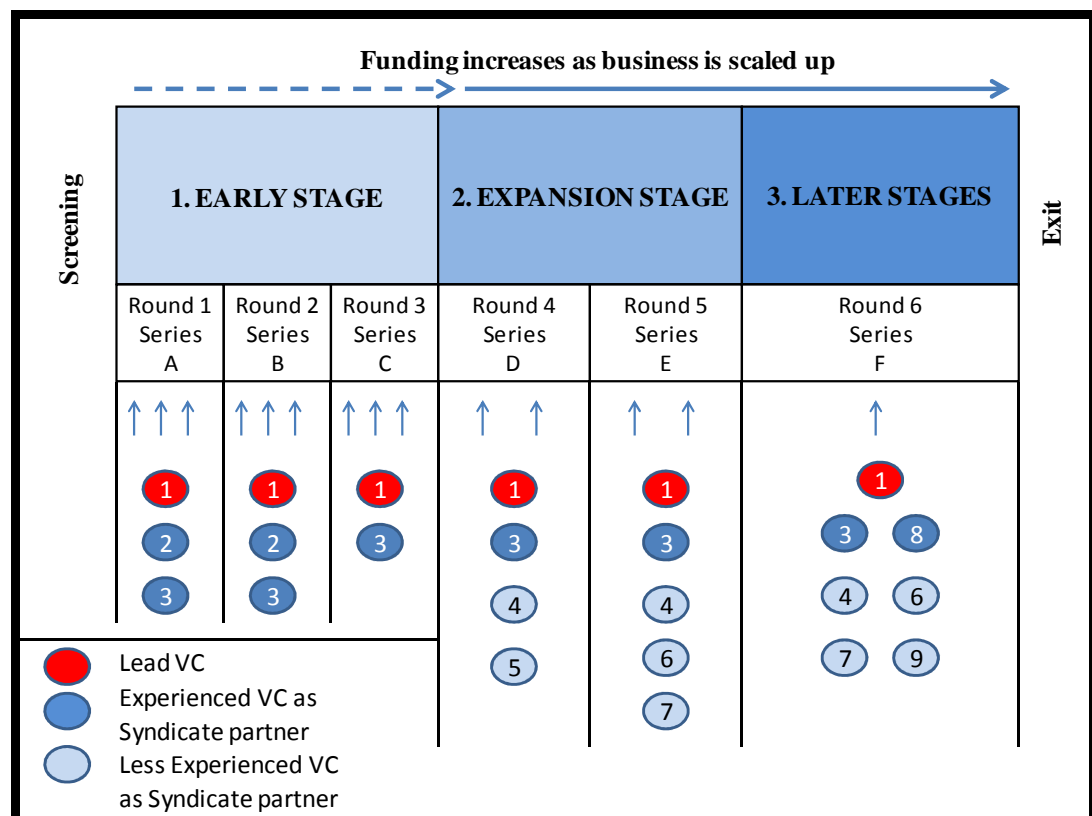 Funding increases as business is scaled up
Screening
1. EARLY STAGE
2. EXPANSION STAGE
3. LATER STAGES
Exit
Round 1
Series
A
Round 2
Series
B
Round 3
Series
C
Round 4
Series
D
Round 5
Series
E
Round 6
Series
F
1
2
3
1
2
3
1
3
1
3
4
5
1
3
4
6
7
1
3 8
4 6
7 9
Lead VC
Experienced VC as
Syndicate partner
Less Experienced VC
as Syndicate partner